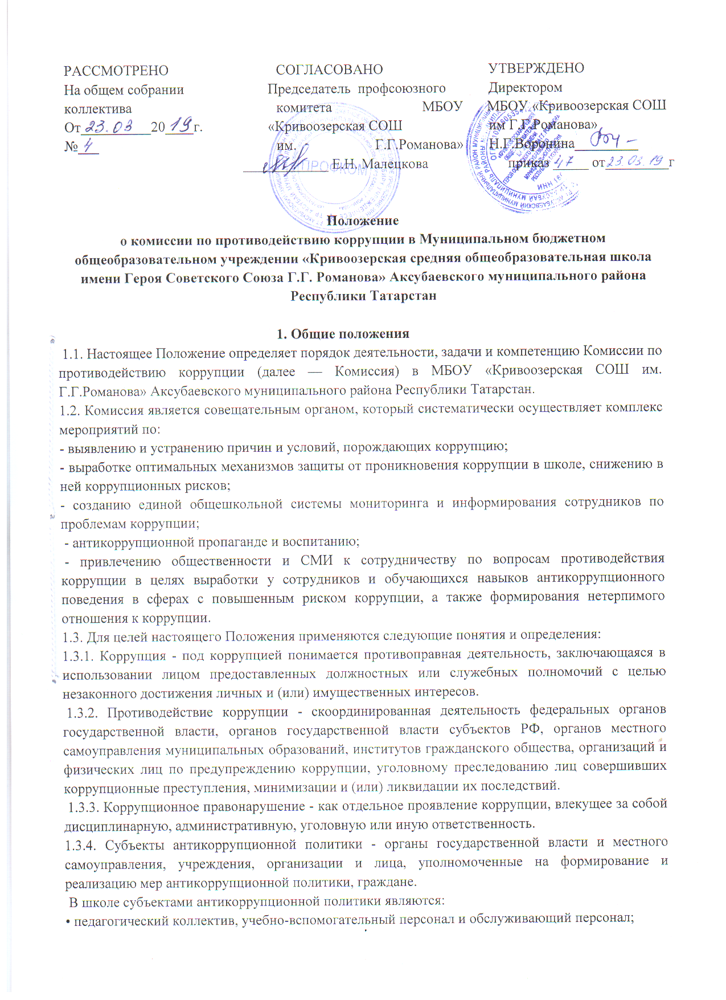 РАССМОТРЕНО
На общем собрании
коллектива
От 23.03 2019 г.
№ 4
СОГЛАСОВАНО
Председатель профсоюзного
комитета МБОУ
«Кривоозерская СОШ
им. Г.Г.Романова»
Е.Н. Малецкова
УТВЕРЖДЕНО
Директором
МБОУ «Кривоозерская СОШ
им Г.Г.Романова»
Н.Г.Воронина
приказ 47 от 23.03.19 г
ПРОФКОМ
Положение
о комиссии по противодействию коррупции в Муниципальном бюджетном
общеобразовательном учреждении «Кривоозерская средняя общеобразовательная школа
имени Героя Советского Союза Г.Г. Романова» Аксубаевского муниципального района
Республики Татарстан
1. Общие положения
1.1. Настоящее Положение определяет порядок деятельности, задачи и компетенцию Комиссии по
противодействию коррупции (далее — Комиссия) в МБОУ «Кривоозерская СОШ им.
Г.Г.Романова» Аксубаевского муниципального района Республики Татарстан.
1.2. Комиссия является совещательным органом, который систематически осуществляет комплекс
мероприятий по:
- выявлению и устранению причин и условий, порождающих коррупцию;
- выработке оптимальных механизмов защиты от проникновения коррупции в школе, снижению в
ней коррупционных рисков;
- созданию единой общешкольной системы мониторинга и информирования сотрудников по
проблемам коррупции;
- антикоррупционной пропаганде и воспитанию;
- привлечению общественности и СМИ к сотрудничеству по вопросам противодействия
коррупции в целях выработки у сотрудников и обучающихся навыков антикоррупционного
поведения в сферах с повышенным риском коррупции, а также формирования нетерпимого
отношения к коррупции.
1.3. Для целей настоящего Положения применяются следующие понятия и определения:
1.3.1. Коррупция - под коррупцией понимается противоправная деятельность, заключающаяся в
использовании лицом предоставленных должностных или служебных полномочий с целью
незаконного достижения личных и (или) имущественных интересов.
1.3.2. Противодействие коррупции - скоординированная деятельность федеральных органов
государственной власти, органов государственной власти субъектов РФ, органов местного
самоуправления муниципальных образований, институтов гражданского общества, организаций и
физических лиц по предупреждению коррупции, уголовному преследованию лиц совершивших
коррупционные преступления, минимизации и (или) ликвидации их последствий.
1.3.3. Коррупционное правонарушение - как отдельное проявление коррупции, влекущее за собой
дисциплинарную, административную, уголовную или иную ответственность.
1.3.4. Субъекты антикоррупционной политики - органы государственной власти и местного
самоуправления, учреждения, организации и лица, уполномоченные на формирование и
реализацию мер антикоррупционной политики, граждане.
В школе субъектами антикоррупционной политики являются:
• педагогический коллектив, учебно-вспомогательный персонал и обслуживающий персонал;